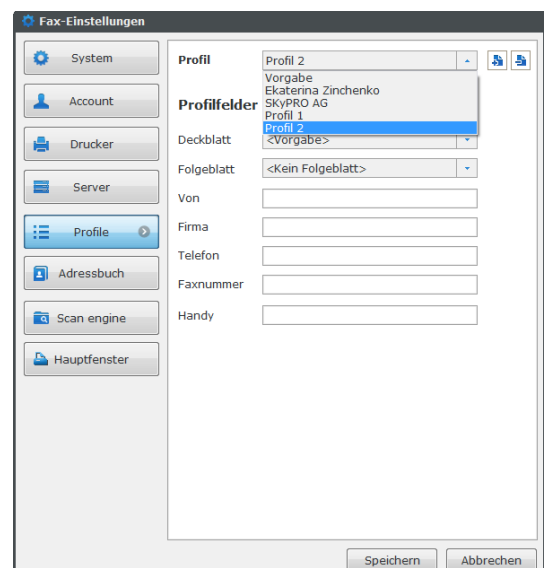 Fax-Einstellungen
System
Account
Drucker
Server
Profile
Adressbuch
Scan engine
Hauptfenster
Profil
Profil 2
Vorgabe
Ekaterina Zinchenko
SKyPRO AG
Profil 1
Profil 2
Profilfelder
Deckblatt
<Vorgabe>
Folgeblatt
<Kein Folgeblatt>
Von
Firma
Telefon
Faxnummer
Handy
Speichern
Abbrechen